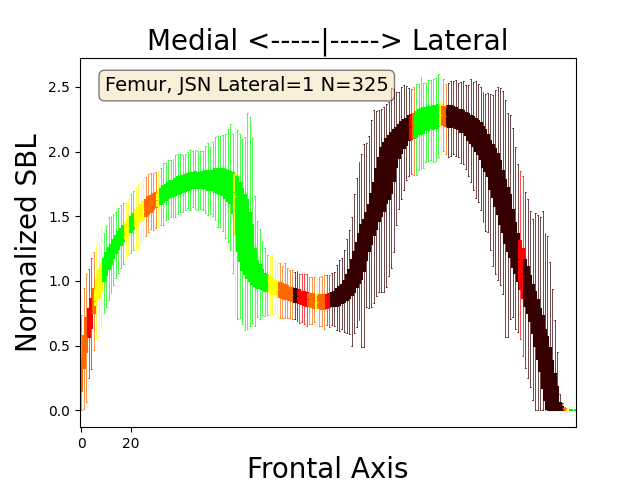 Medial <-----|-----> Lateral
Femur, JSN Lateral=1 N=325
Normalized SBL
2.5
2.0
1.5
1.0
0.5
0.0
0 20
Frontal Axis